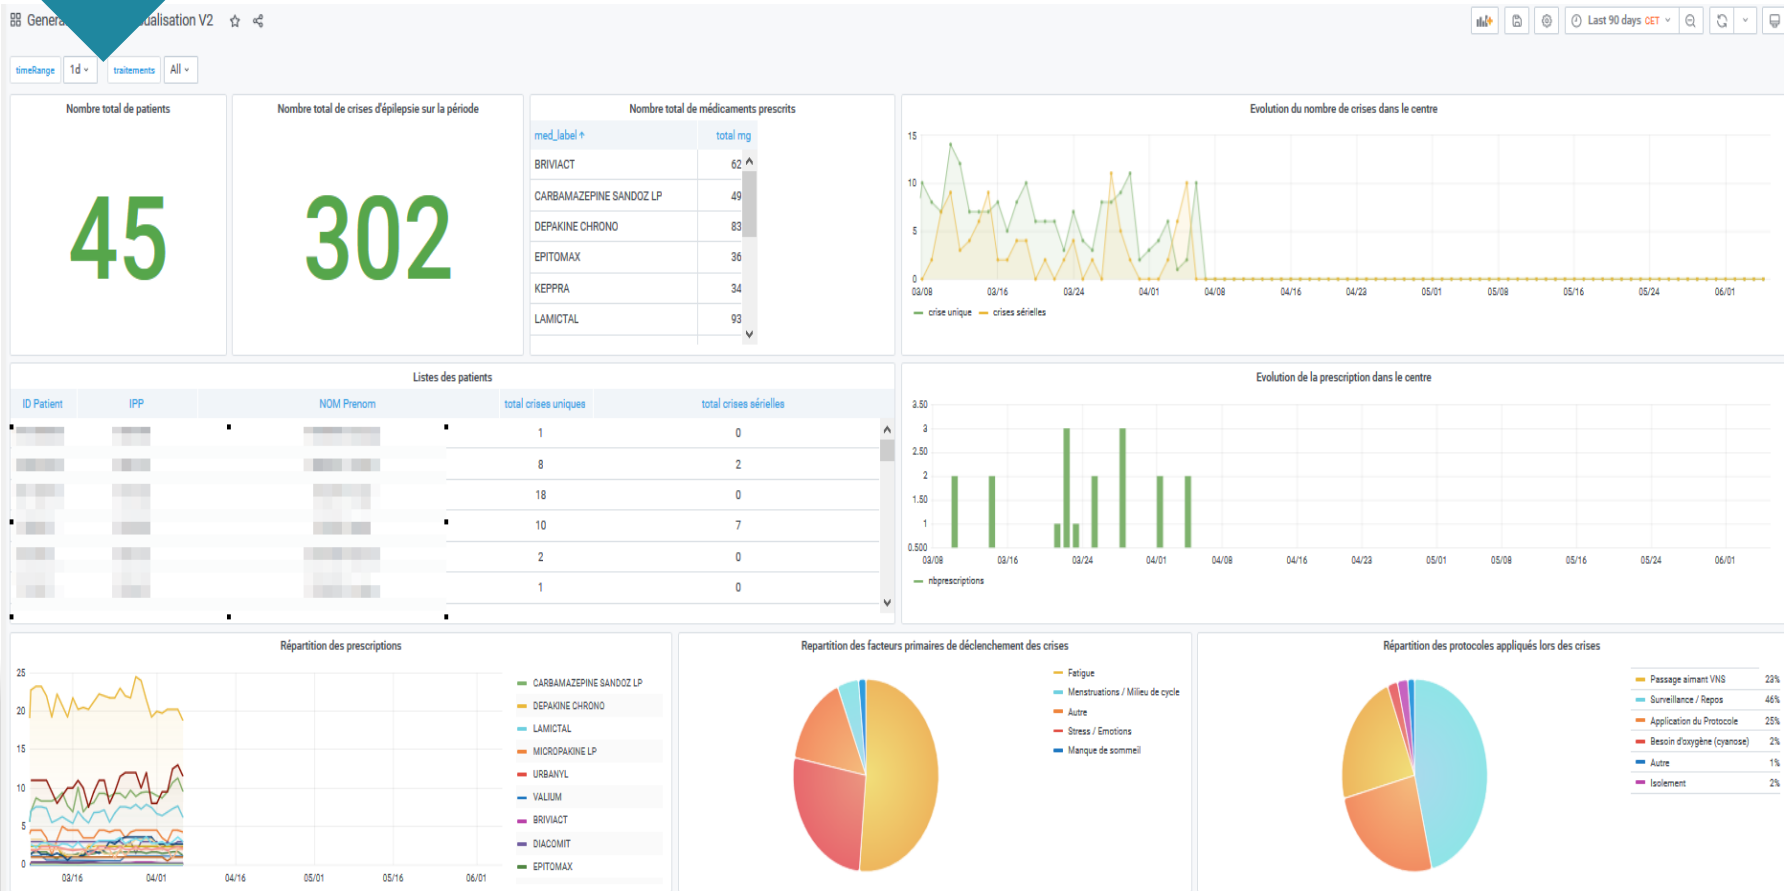 Genera
ualisation V2
Last 90 days CET
timeRange 1d traitements All
Nombre total de patients
45
Nombre total de crises d'épilepsie sur la période
302
Nombre total de médicaments prescrits
med_label total mg
BRIVIACT 62
CARBAMAZEPINE SANDOZ LP 49
DEPAKINE CHRONO 83
EPITOMAX 36
KEPPRA 34
LAMICTAL 93
Evolution du nombre de crises dans le centre
15
10
5
0
03/08 03/16 03/24 04/01 04/08 04/16 04/23 05/01 05/08 05/16 05/24 06/01
crise unique crises sérielles
Listes des patients
ID Patient IPP NOM Prenom total crises uniques total crises sérielles
1 0
8 2
18 0
10 7
2 0
1 0
Evolution de la prescription dans le centre
3.50
3
2.50
2
1.50
1
0.500
03/08 03/16 03/24 04/01 04/08 04/16 04/23 05/01 05/08 05/16 05/24 06/01
nbprescriptions
Répartition des prescriptions
25
20
15
10
5
0
03/16 04/01 04/16 05/01 05/16 06/01
CARBAMAZEPINE SANDOZ LP
DEPAKINE CHRONO
LAMICTAL
MICROPAKINE LP
URBANYL
VALIUM
BRIVIACT
DIACOMIT
EPITOMAX
Repartition des facteurs primaires de déclenchement des crises
Fatigue
Menstruations / Milieu de cycle
Autre
Stress / Emotions
Manque de sommeil
Répartition des protocoles appliqués lors des crises
Passage aimant VNS 23%
Surveillance / Repos 46%
Application du Protocole 25%
Besoin d'oxygène (cyanose) 2%
Autre 1%
Isolement 2%